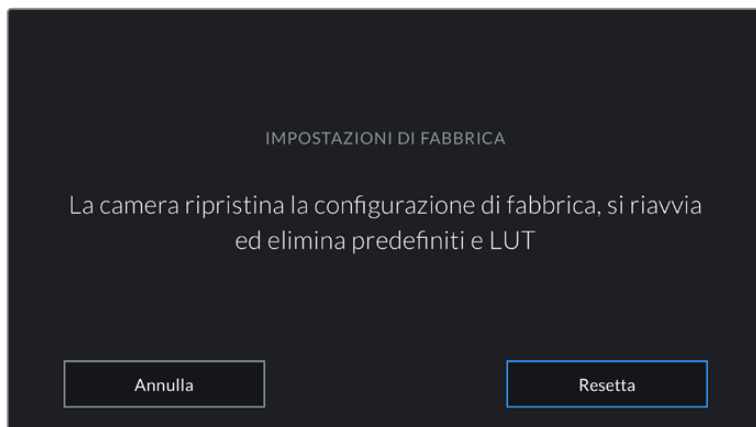 IMPOSTAZIONI DI FABBRICA
La camera ripristina la configurazione di fabbrica, si riavvia
ed elimina predefiniti e LUT
Annulla
Resetta